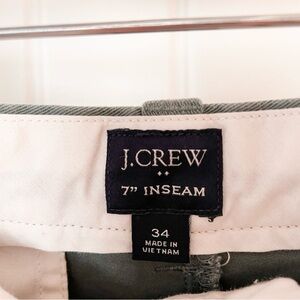 J.CREW
7" INSEAM
34
MADE IN
VIETNAM